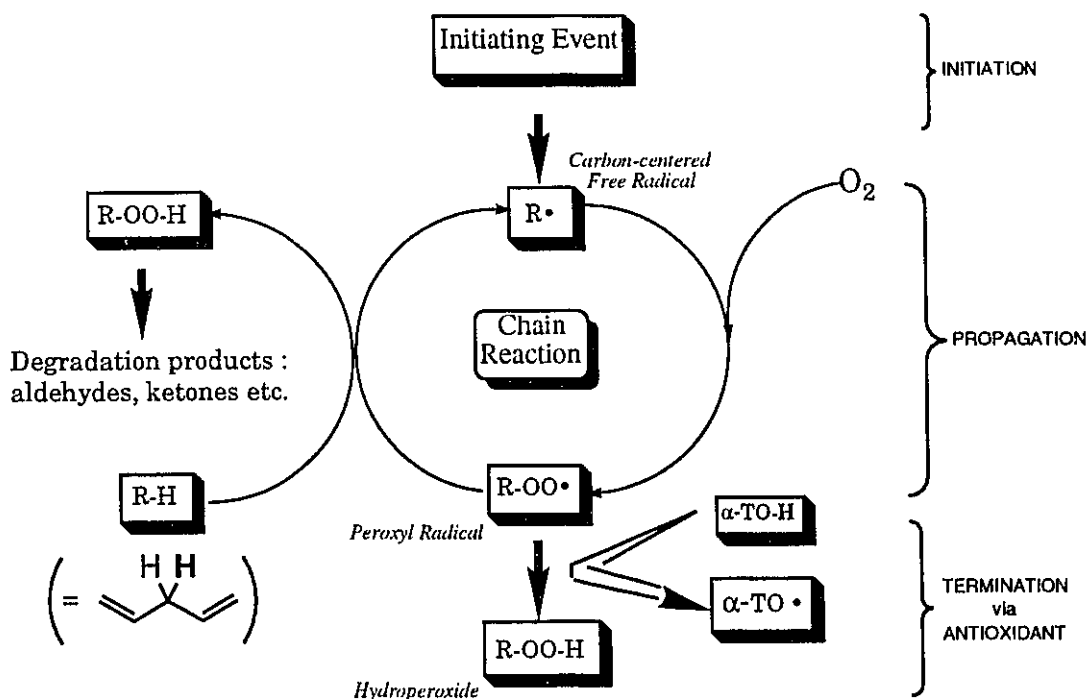 Initiating Event
INITIATION
Carbon-centered
Free Radical
O2
R-OO-H
R•
Chain
Reaction
PROPAGATION
Degradation products :
aldehydes, ketones etc.
R-H
R-OO•
Peroxyl Radical
α-TO-H
H H
(=
)
α-TO •
TERMINATION
via
ANTIOXIDANT
R-OO-H
Hydroperoxide